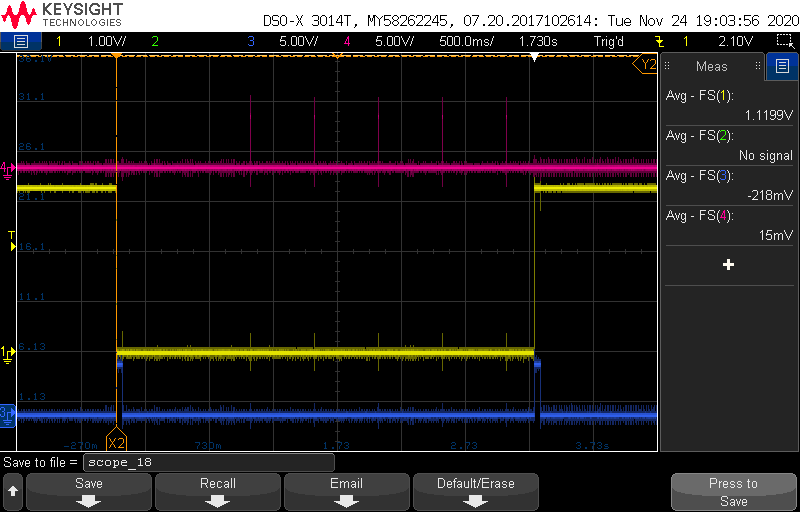 KEYSIGHT
TECHNOLOGIES
DSO-X 3014T, MY58262245, 07.20.2017102614: Tue Nov 24 19:03:56 2020
1 1.00V/ 2 3 5.00V/ 4 5.00V/ 500.0ms/ 1.730s Trig'd 1 2.10V
36.1 Y2
Meas
31.1
Avg - FS(1):
1.1199V
26.1
Avg - FS(2):
No signal
4
Avg - FS(3):
-218mV
21.1
Avg - FS(4):
15mV
T
16.1
11.1
1 6.13
1.13
3
-270m 730m 1.73 2.73 3.73s
X2
Save to file = scope_18
Save Recall Email Default/Erase Press to
Save